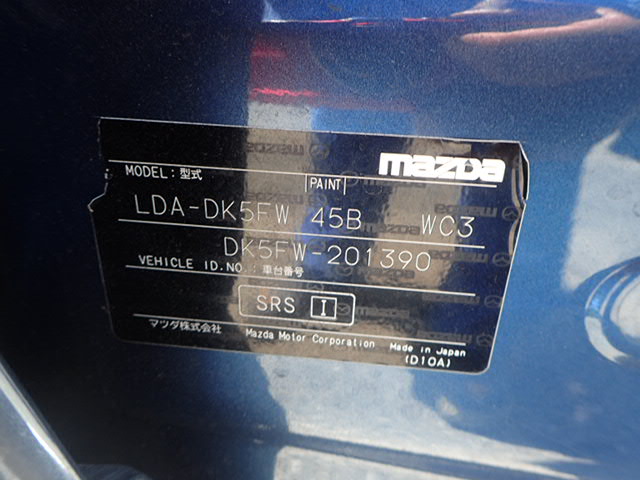 mazda
MODEL:型式
PAINT
LDA-DK5FW 45B WC3
DK5FW-201390
VEHICLE ID.NO.:車台番号
SRS I
マツダ株式会社 Mazda Motor Corporation Made in Japan
(D10A)